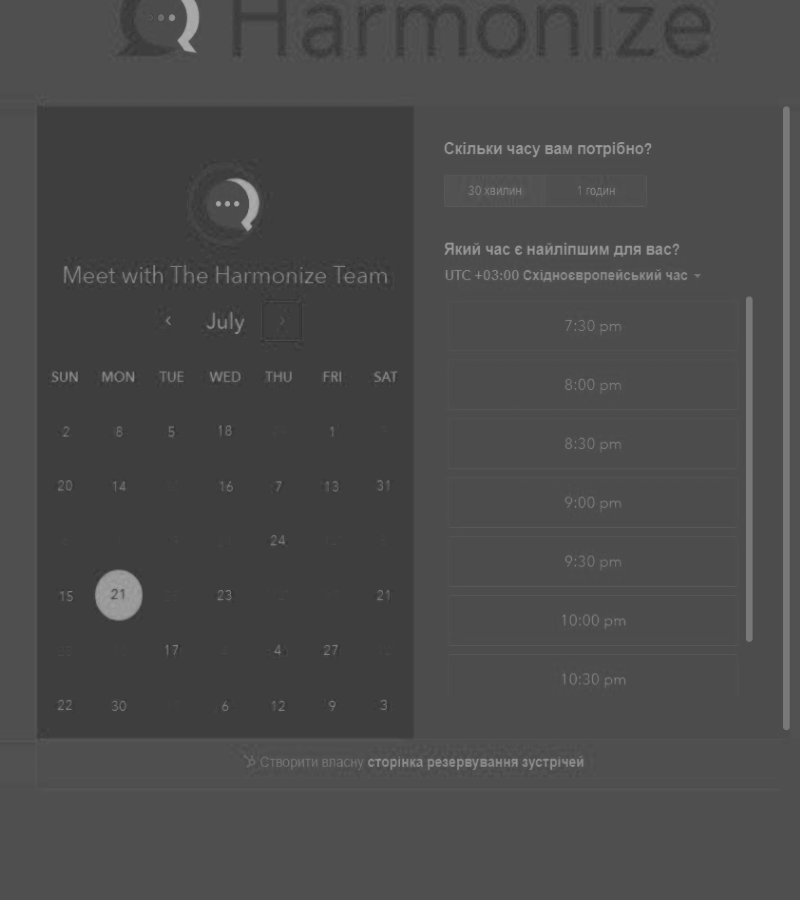 Harmonize
Meet with The Harmonize Team
July
SUN MON TUE WED THU FRI SAT
2 8 5 18 1
20 14 16 7 13 31
24
15 21 23 21
17 4 27
22 30 6 12 9 3
Скільки часу вам потрібно?
30 хвилин 1 годин
Який час є найліпшим для вас?
UTC +03:00 Східноєвропейський час
7:30 pm
8:00 pm
8:30 pm
9:00 pm
9:30 pm
10:00 pm
10:30 pm
Створити власну сторінка резервування зустрічей